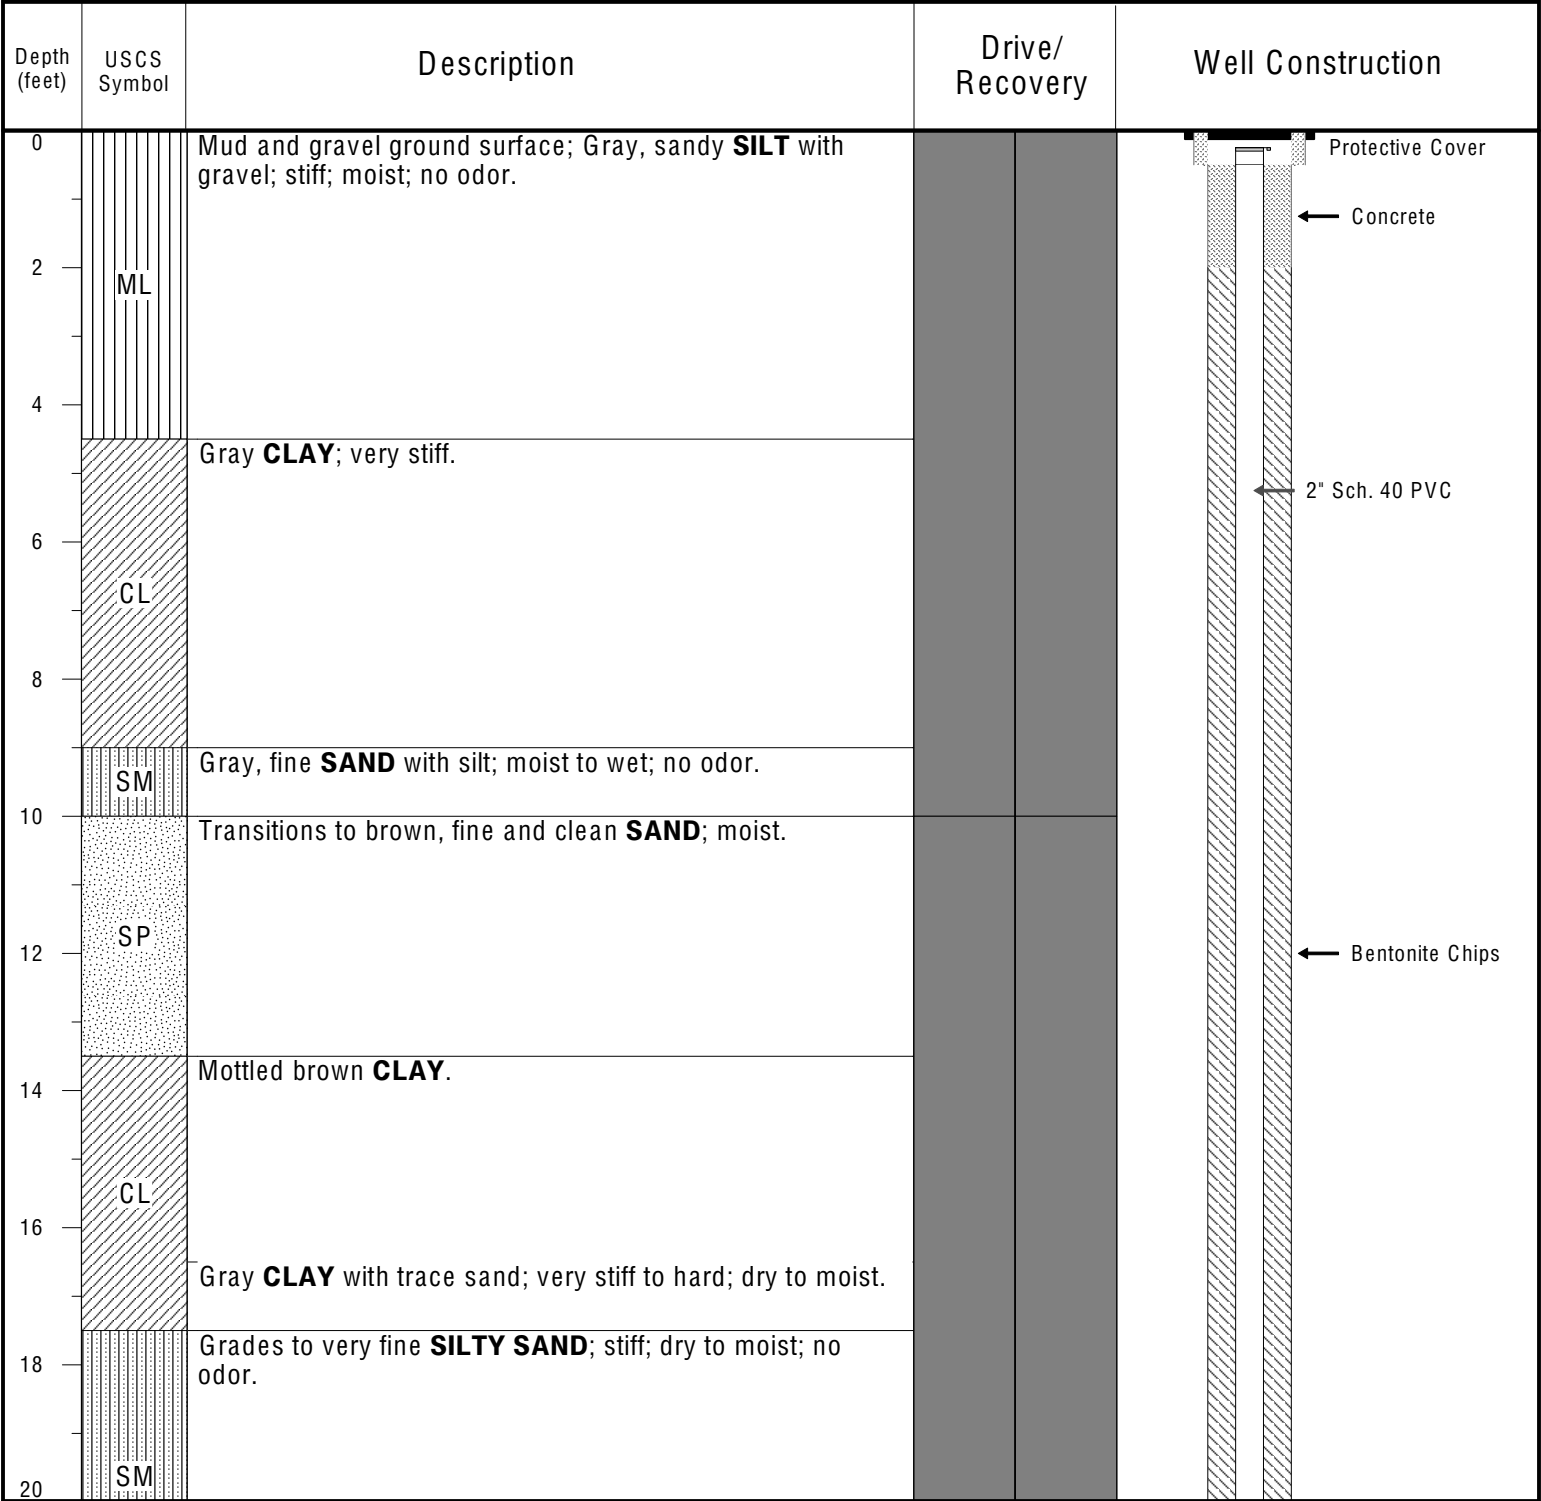 Depth
(feet)
USCS
Symbol
Description
Drive/
Recovery
Well Construction
0
Mud and gravel ground surface; Gray, sandy SILT with
gravel; stiff; moist; no odor.
Protective Cover
Concrete
2
ML
4
Gray CLAY; very stiff.
2" Sch. 40 PVC
6
CL
8
Gray, fine SAND with silt; moist to wet; no odor.
SM
10
Transitions to brown, fine and clean SAND; moist.
SP
12
Bentonite Chips
Mottled brown CLAY.
14
CL
16
Gray CLAY with trace sand; very stiff to hard; dry to moist.
Grades to very fine SILTY SAND; stiff; dry to moist; no
odor.
18
SM
20